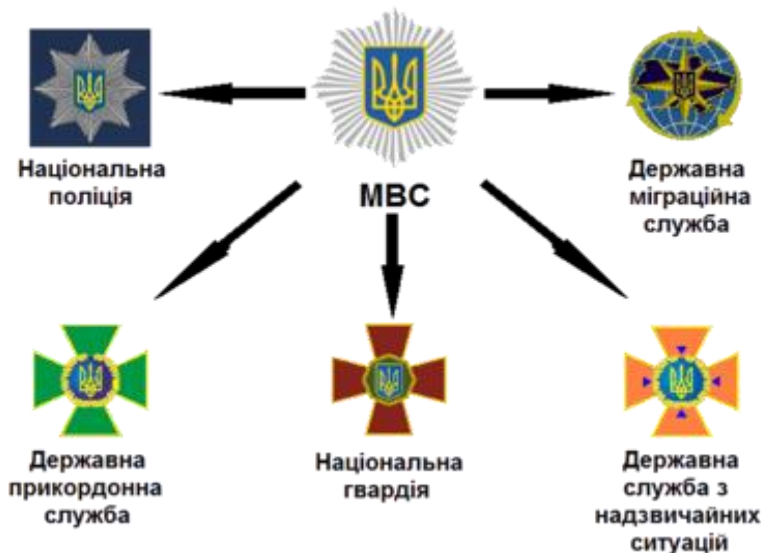 Національна
поліція
МВС
Державна
міграційна
служба
Державна
прикордонна
служба
Національна
гвардія
Державна
служба з
надзвичайних
ситуацій